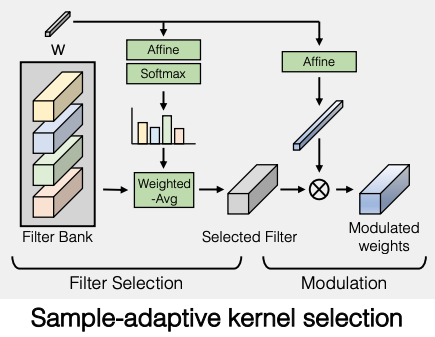 w
Affine
Softmax
Affine
Weighted
-Avg
Filter Bank
Selected Filter
Modulated
weights
Filter Selection
Modulation
Sample-adaptive kernel selection